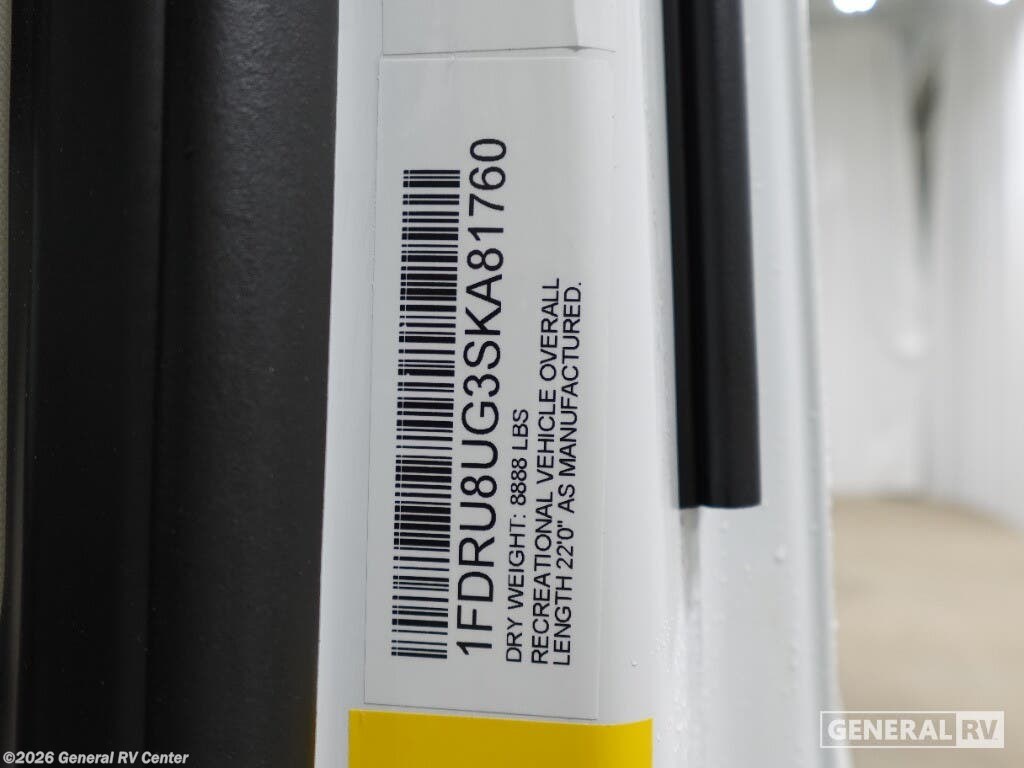 1FDRU8UG3SKA81760
DRY WEIGHT: 8888 LBS
RECREATIONAL VEHICLE OVERALL
LENGTH 22'0" AS MANUFACTURED.
©2026 General RV Center
GENERAL RV